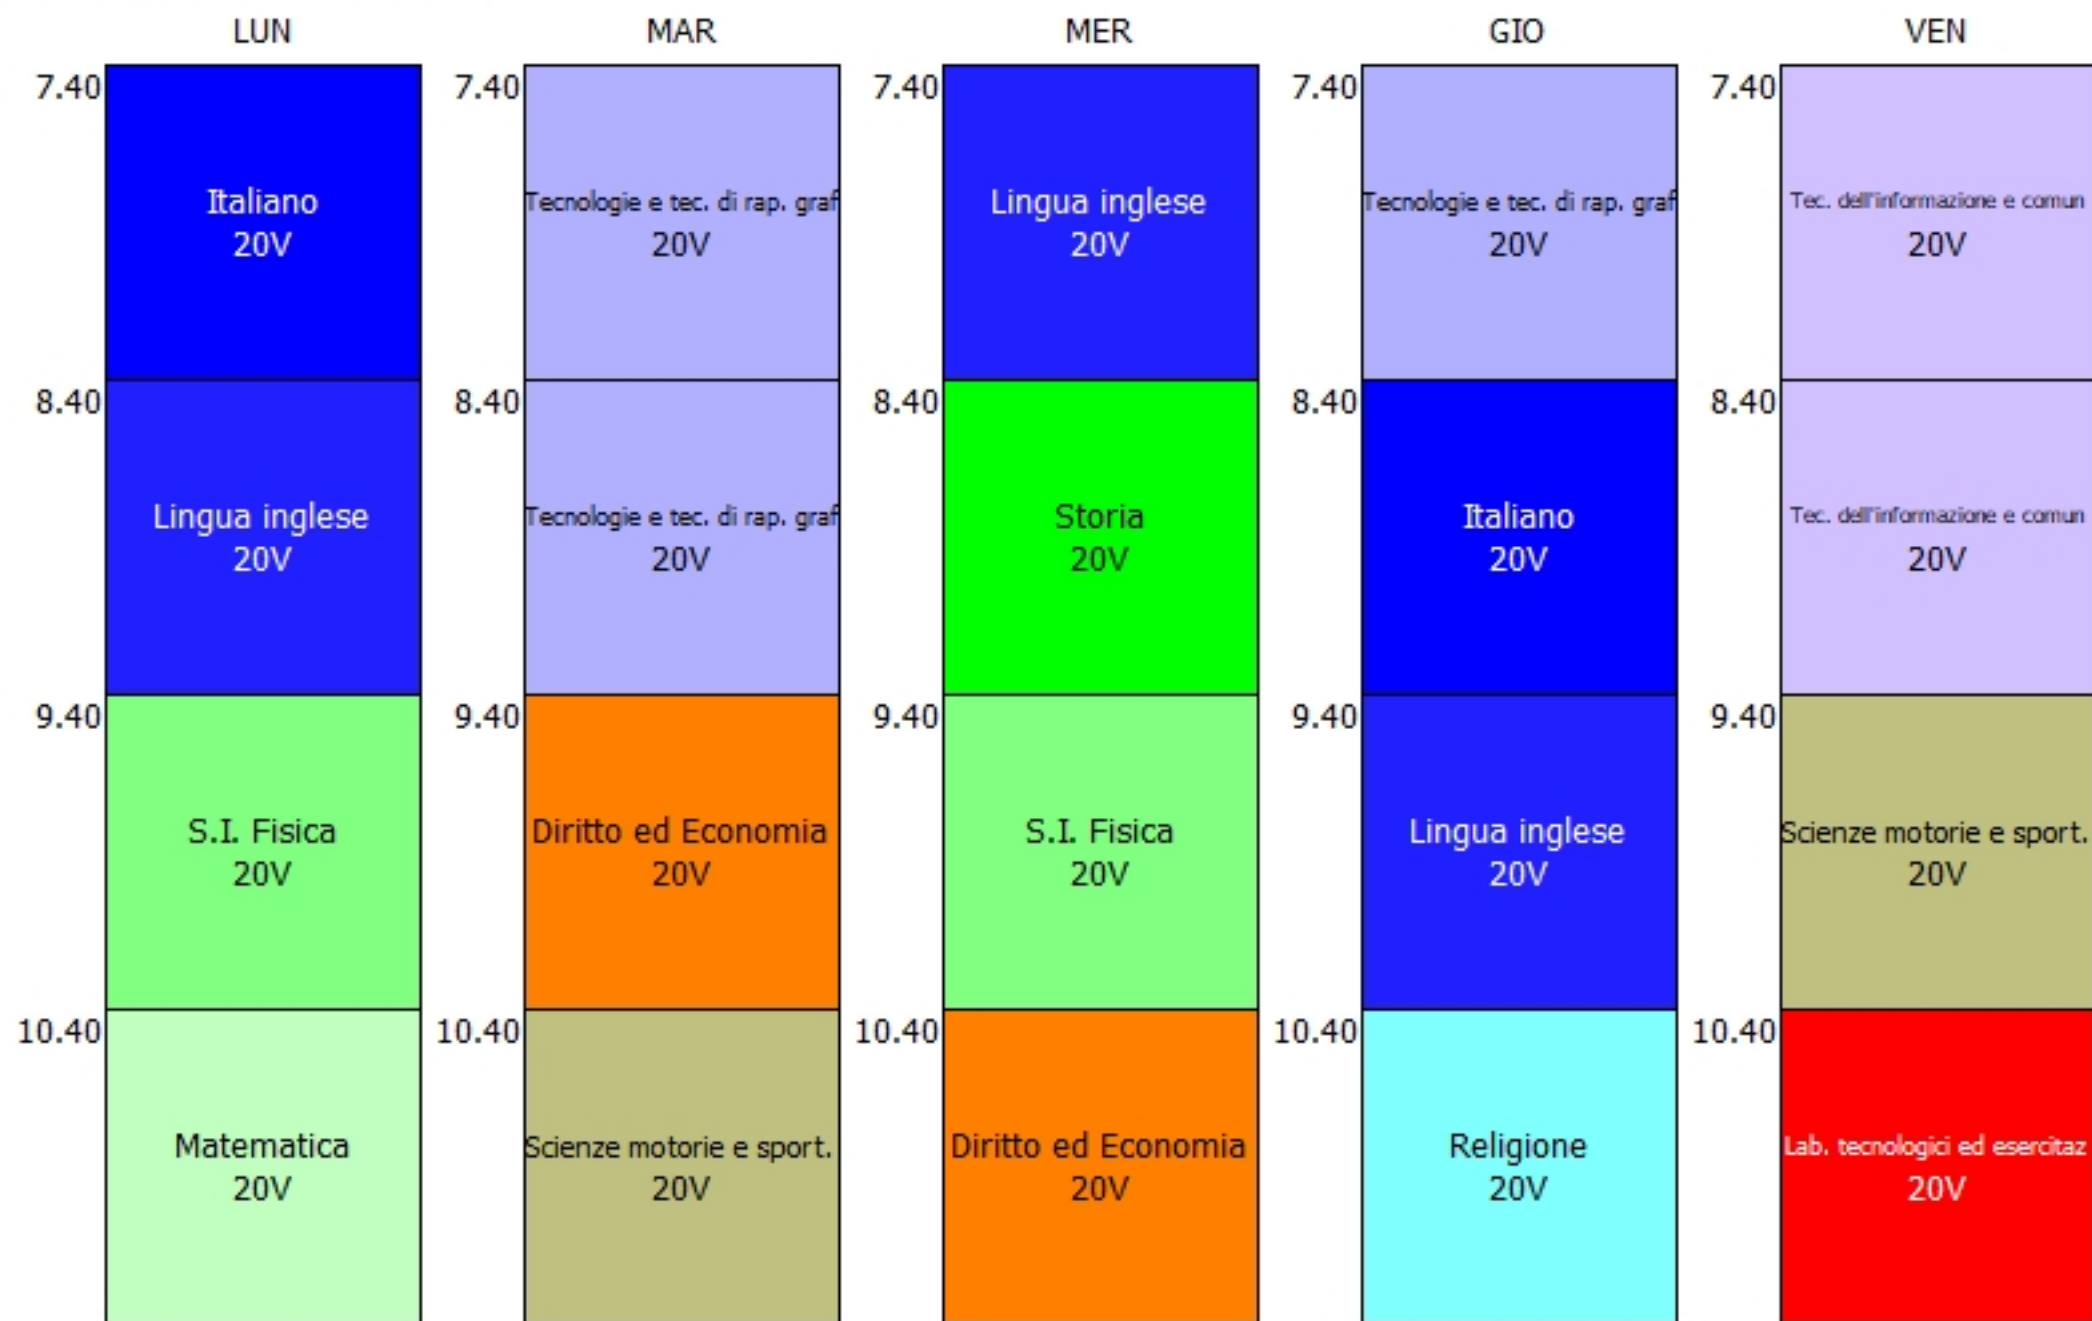 LUN MAR MER GIO VEN
7.40 7.40 7.40 7.40 7.40
Italiano Tecnologie e tec. di rap. graf Lingua inglese Tecnologie e tec. di rap. graf Tec. dell'informazione e comun
20V 20V 20V 20V 20V
8.40 8.40 8.40 8.40 8.40
Lingua inglese Tecnologie e tec. di rap. graf Storia Italiano Tec. dell'informazione e comun
20V 20V 20V 20V 20V
9.40 9.40 9.40 9.40 9.40
S.I. Fisica Diritto ed Economia S.I. Fisica Lingua inglese Scienze motorie e sport.
20V 20V 20V 20V 20V
10.40 10.40 10.40 10.40 10.40
Matematica Scienze motorie e sport. Diritto ed Economia Religione Lab. tecnologici ed esercitaz
20V 20V 20V 20V 20V